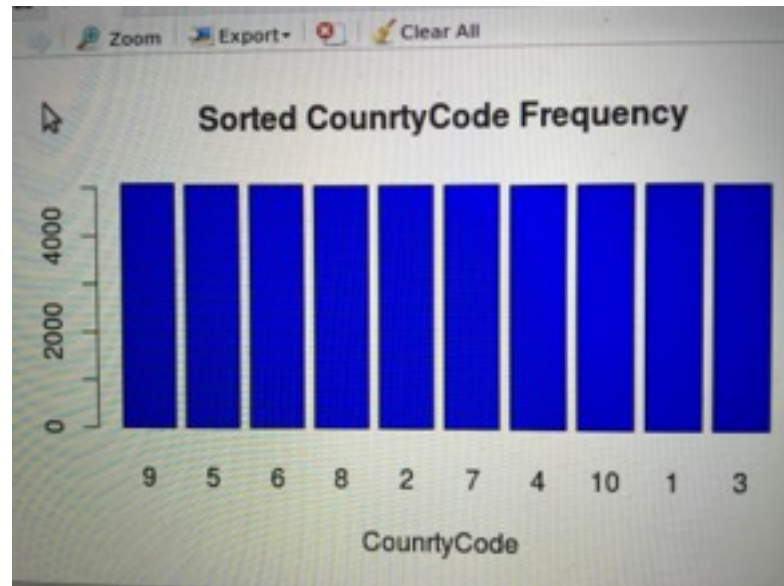 Zoom Export Clear All
Sorted CounrtyCode Frequency
4000
2000
0
9 5 6 8 2 7 4 10 1 3
CounrtyCode